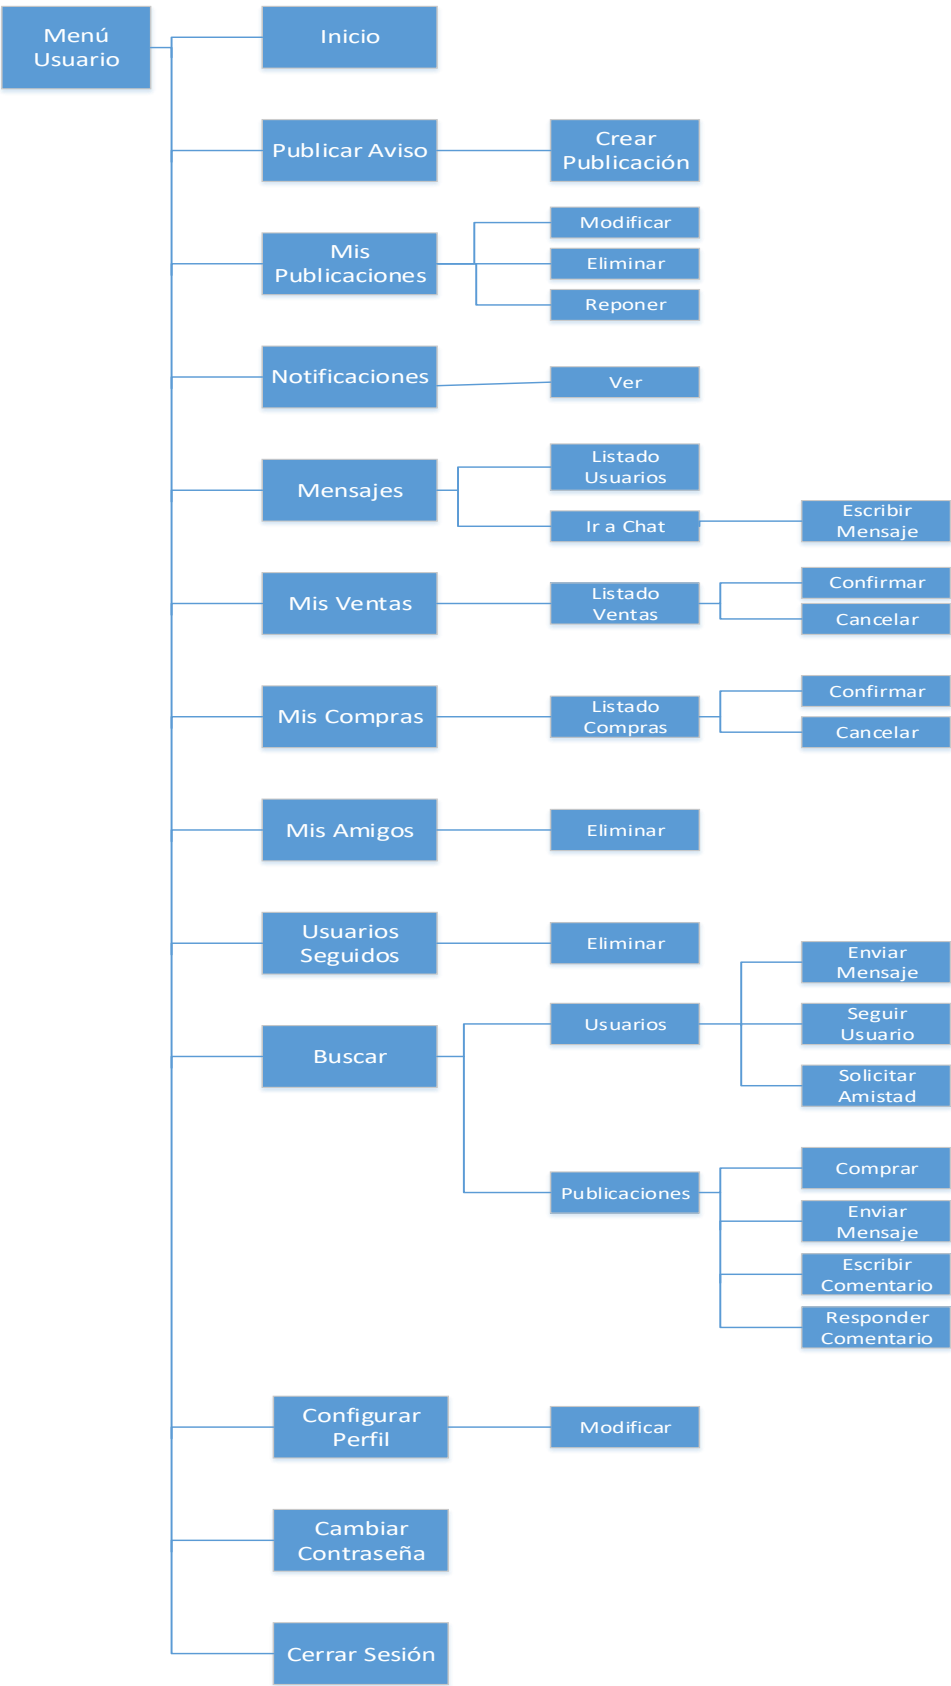 Menú
Usuario
Inicio
Publicar Aviso
Crear
Publicación
Mis
Publicaciones
Modificar
Eliminar
Reponer
Notificaciones
Ver
Mensajes
Listado
Usuarios
Ir a Chat
Escribir
Mensaje
Mis Ventas
Listado
Ventas
Confirmar
Cancelar
Mis Compras
Listado
Compras
Confirmar
Cancelar
Mis Amigos
Eliminar
Usuarios
Seguidos
Eliminar
Buscar
Usuarios
Enviar
Mensaje
Seguir
Usuario
Solicitar
Amistad
Publicaciones
Comprar
Enviar
Mensaje
Escribir
Comentario
Responder
Comentario
Configurar
Perfil
Modificar
Cambiar
Contraseña
Cerrar Sesión